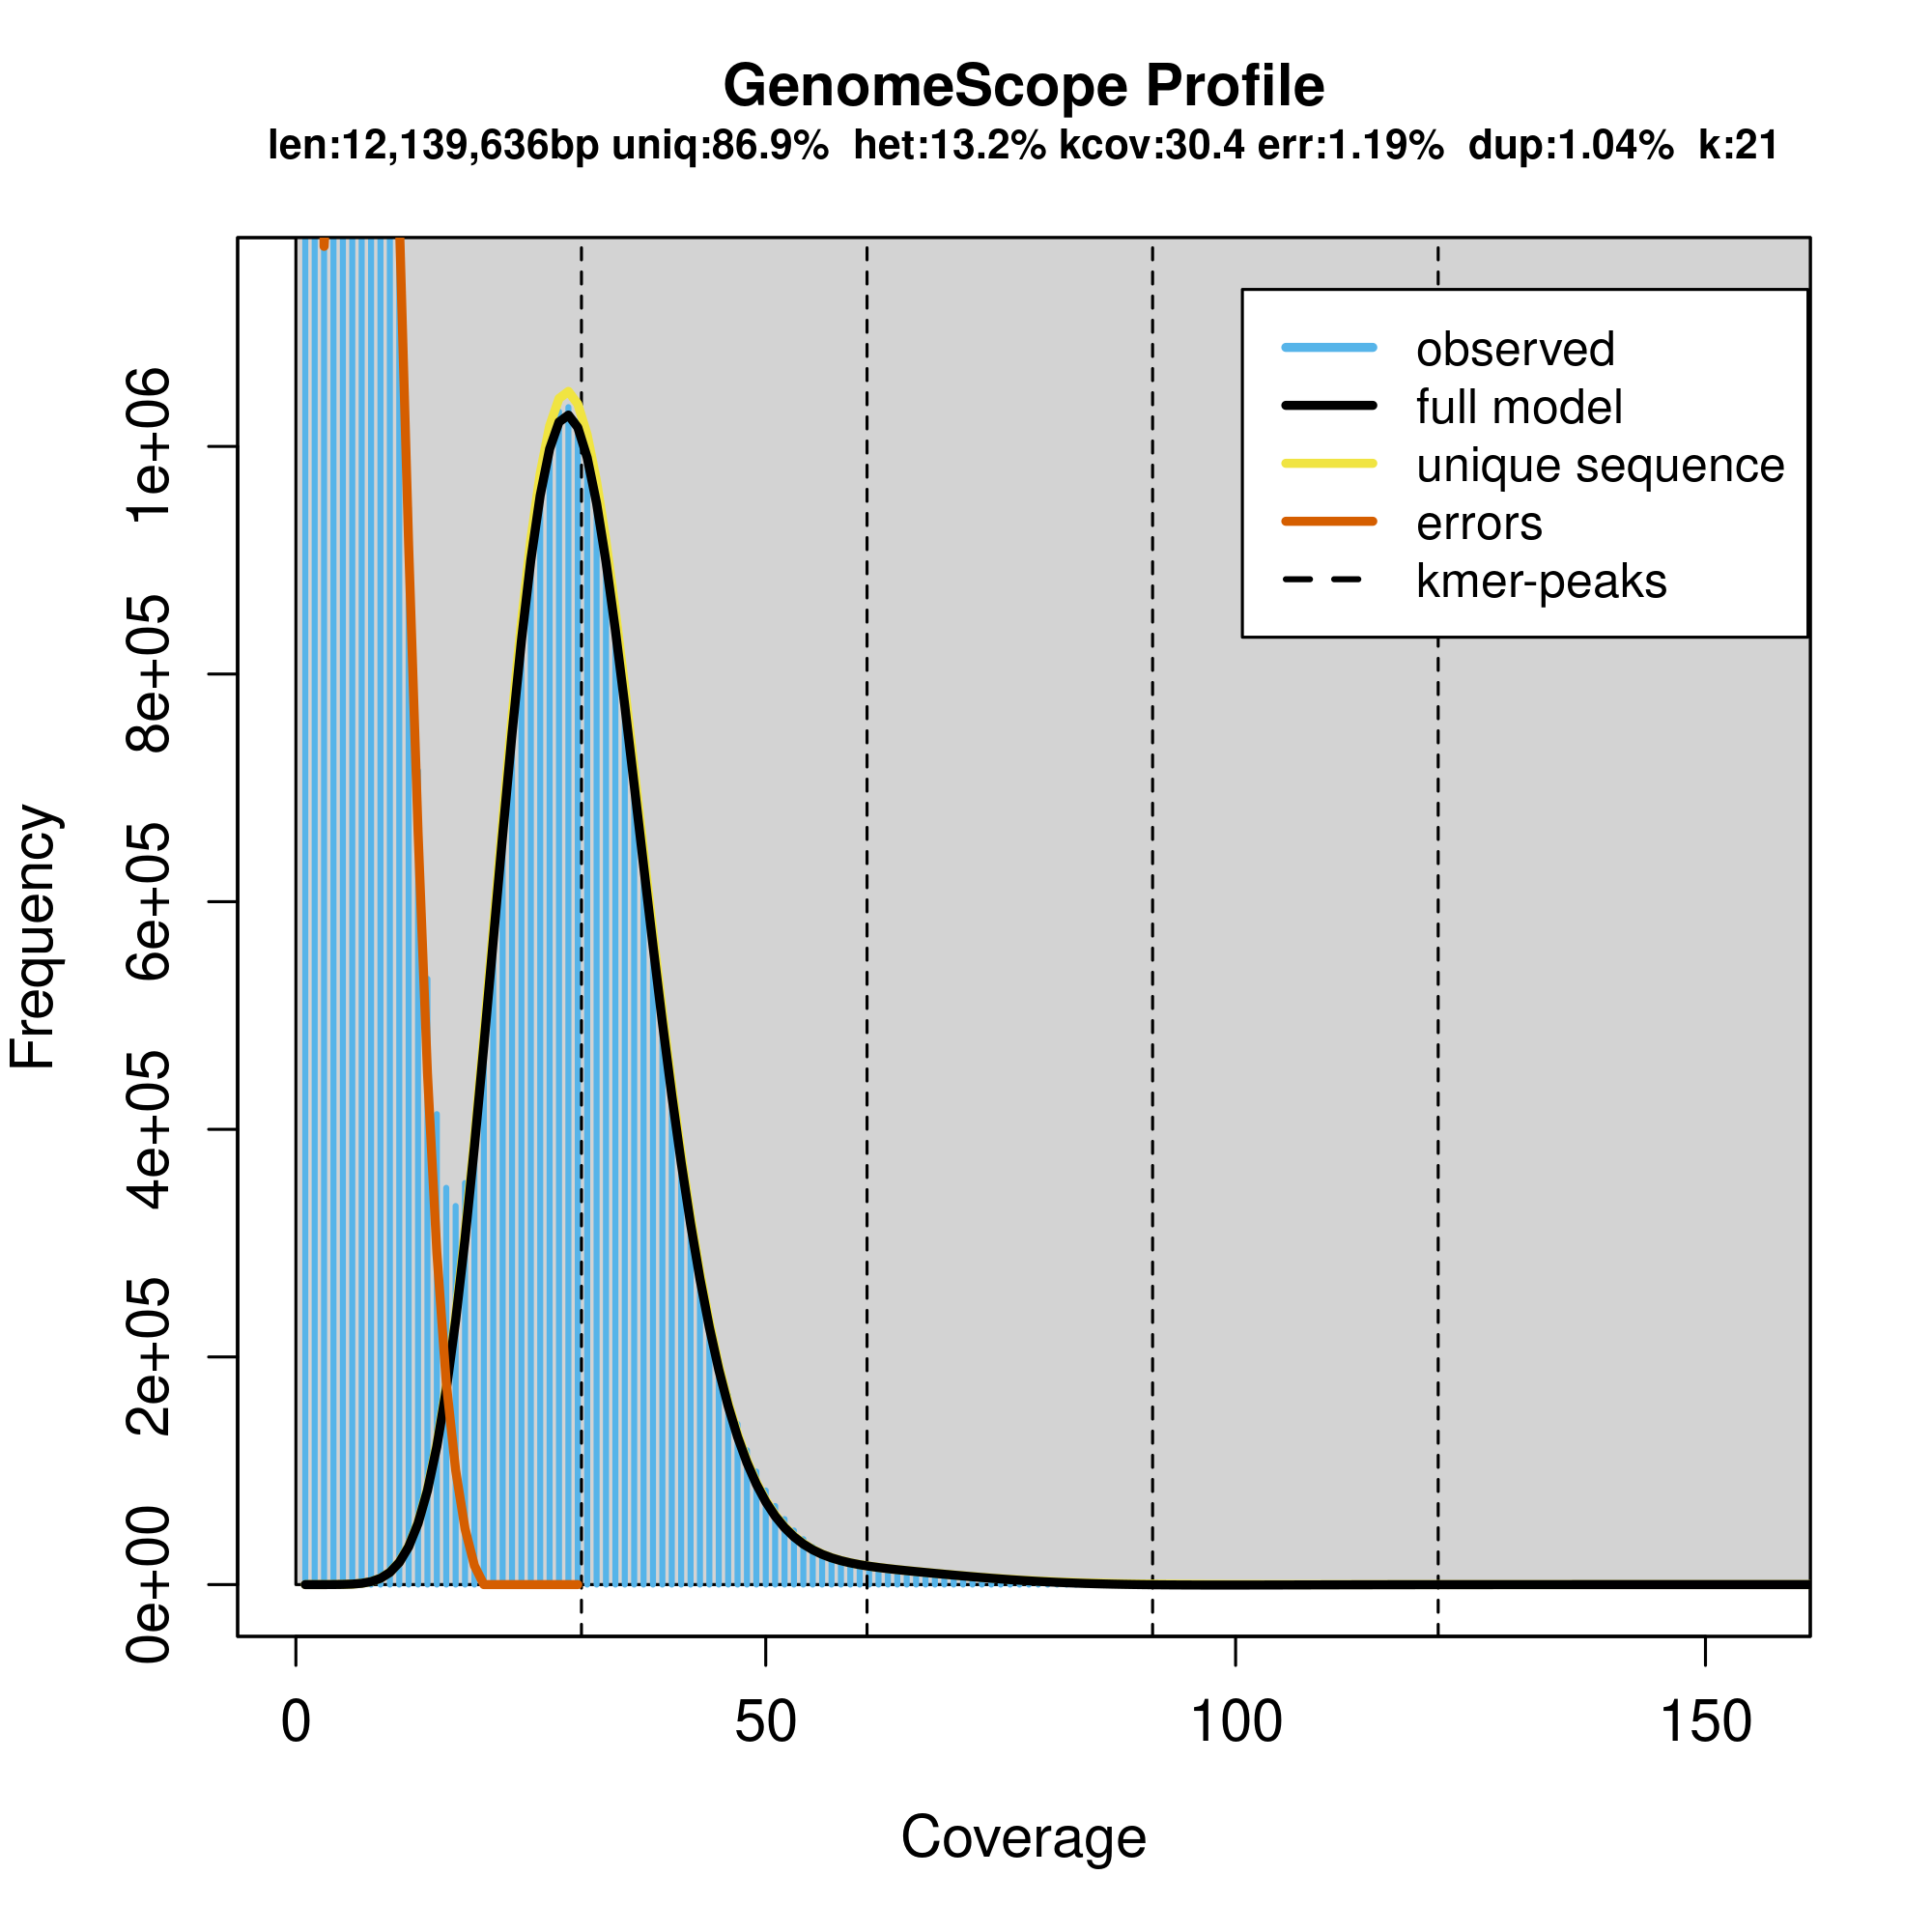 GenomeScope Profile
len:12,139,636bp uniq:86.9% het:13.2% kcov:30.4 err:1.19% dup:1.04% k:21
observed
full model
unique sequence
errors
kmer-peaks
Frequency
1e+06
8e+05
6e+05
4e+05
2e+05
0e+00
0 50 100 150
Coverage